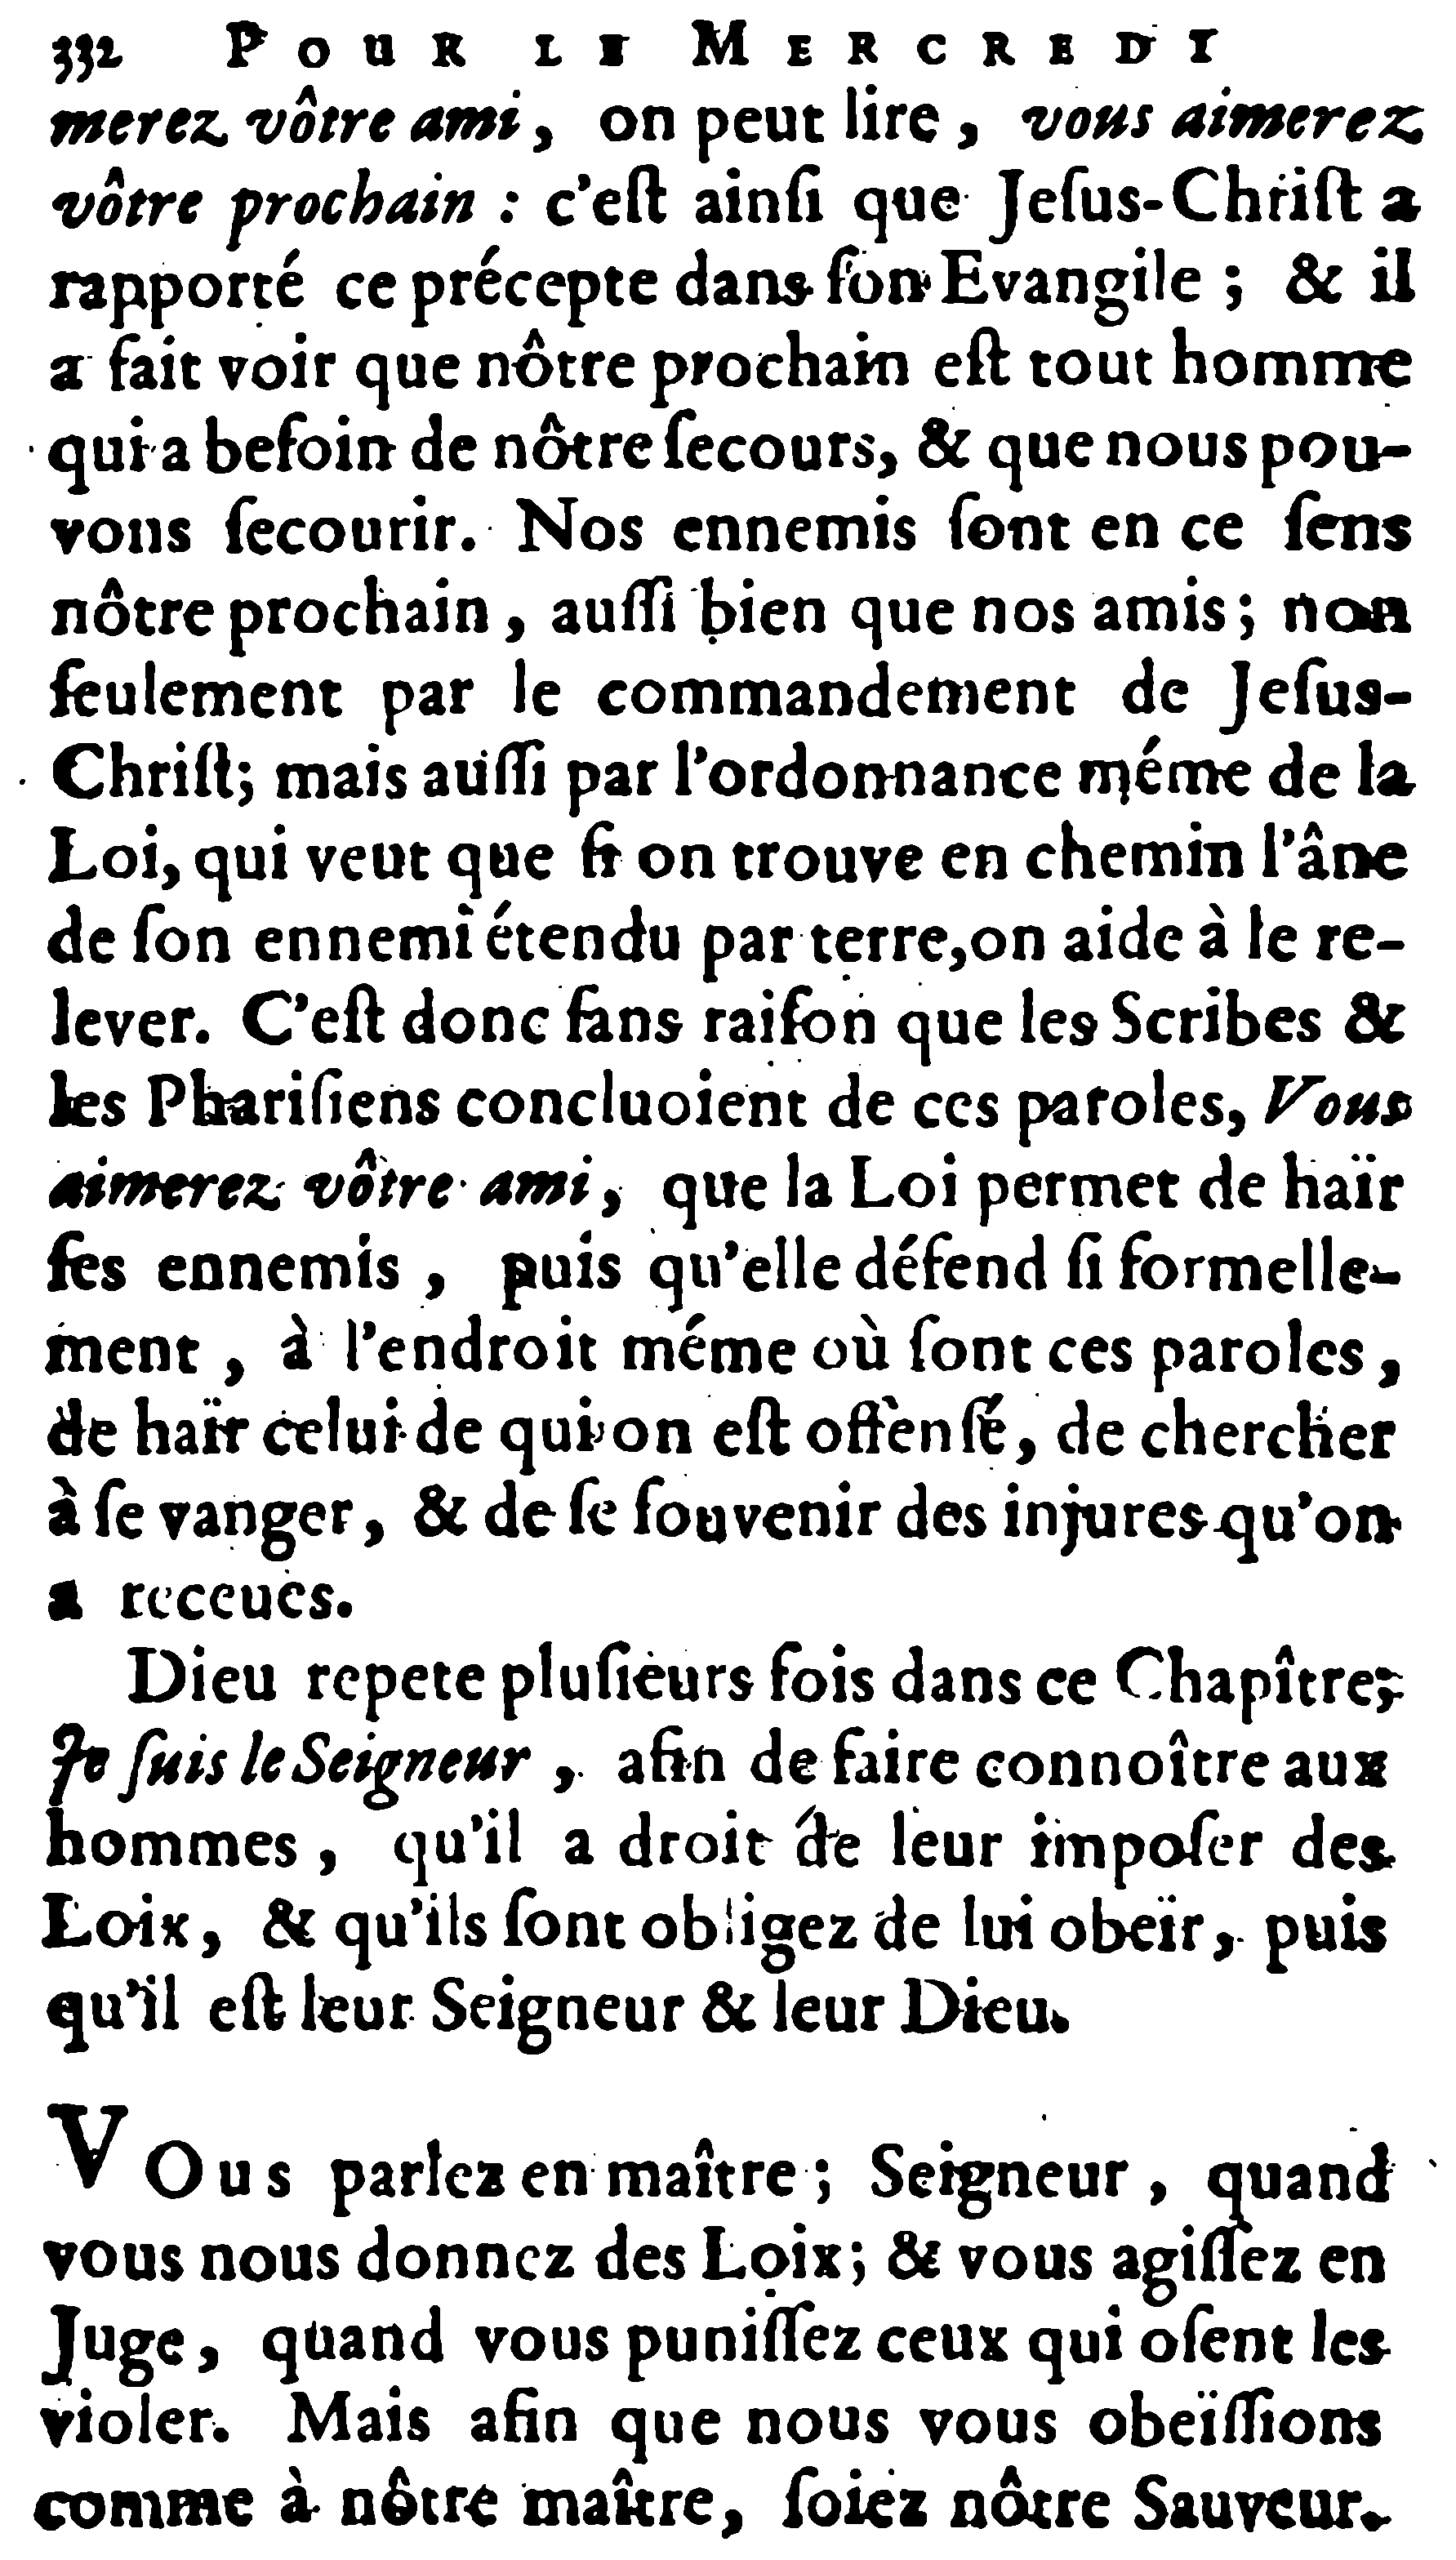 332 POUR LE MERCREDI
merez vôtre ami, on peut lire, vous aimerez
vôtre prochain : c'eſt ainſi que Jeſus-Chriſt a
rapporté ce précepte dans ſon Evangile ; & il
a fait voir que nôtre prochain eſt tout homme
qui a beſoin de nôtre ſecours, & que nous pou-
vons ſecourir. Nos ennemis ſont en ce ſens
nôtre prochain, auſſi bien que nos amis ; non
ſeulement par le commandement de Jeſus-
Chriſt; mais auſſi par l'ordonnance méme de la
Loi, qui veut que ſi on trouve en chemin l'âne
de ſon ennemi étendu par terre, on aide à le re-
lever. C'eſt donc ſans raiſon que les Scribes &
les Phariſiens concluoient de ces paroles, Vous
aimerez vôtre ami, que la Loi permet de haïr
ſes ennemis, puis qu'elle défend ſi formelle-
ment, à l'endroit méme où ſont ces paroles,
de haïr celui de qui on eſt offenſé, de chercher
à ſe vanger, & de ſe ſouvenir des injures qu'on
a receuës.
Dieu repete pluſieurs fois dans ce Chapître;
Je ſuis le Seigneur, afin de faire connoître aux
hommes, qu'il a droit de leur impoſer des
Loix, & qu'ils ſont obligez de lui obeïr, puis
qu'il eſt leur Seigneur & leur Dieu.
VOus parlez en maître ; Seigneur, quand
vous nous donnez des Loix; & vous agiſſez en
Juge, quand vous puniſſez ceux qui oſent les
violer. Mais afin que nous vous obeïſſions
comme à nôtre maître, ſoiez nôtre Sauveur.